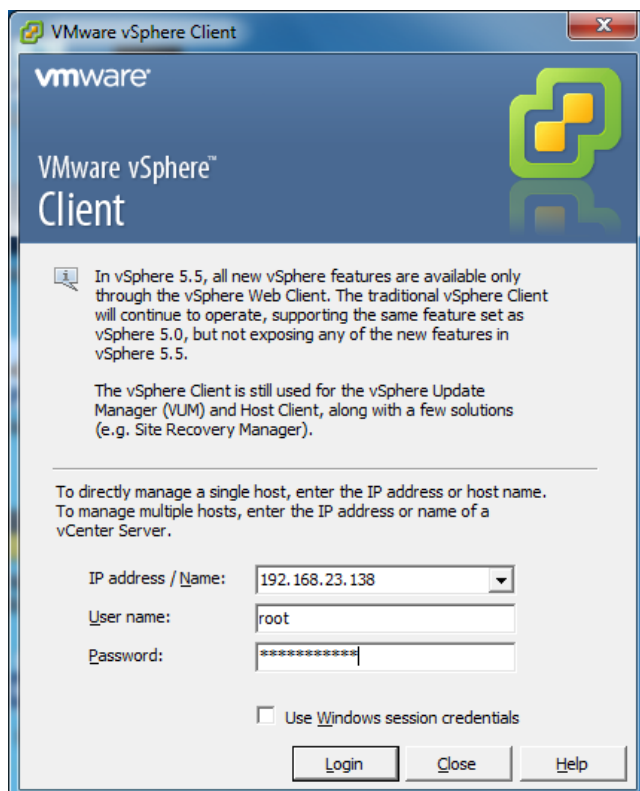 VMware vSphere Client
vmware
VMware vSphere™
Client
In vSphere 5.5, all new vSphere features are available only
through the vSphere Web Client. The traditional vSphere Client
will continue to operate, supporting the same feature set as
vSphere 5.0, but not exposing any of the new features in
vSphere 5.5.
The vSphere Client is still used for the vSphere Update
Manager (VUM) and Host Client, along with a few solutions
(e.g. Site Recovery Manager).
To directly manage a single host, enter the IP address or host name.
To manage multiple hosts, enter the IP address or name of a
vCenter Server.
IP address / Name: 192.168.23.138
User name: root
Password: ***********
Use Windows session credentials
Login Close Help